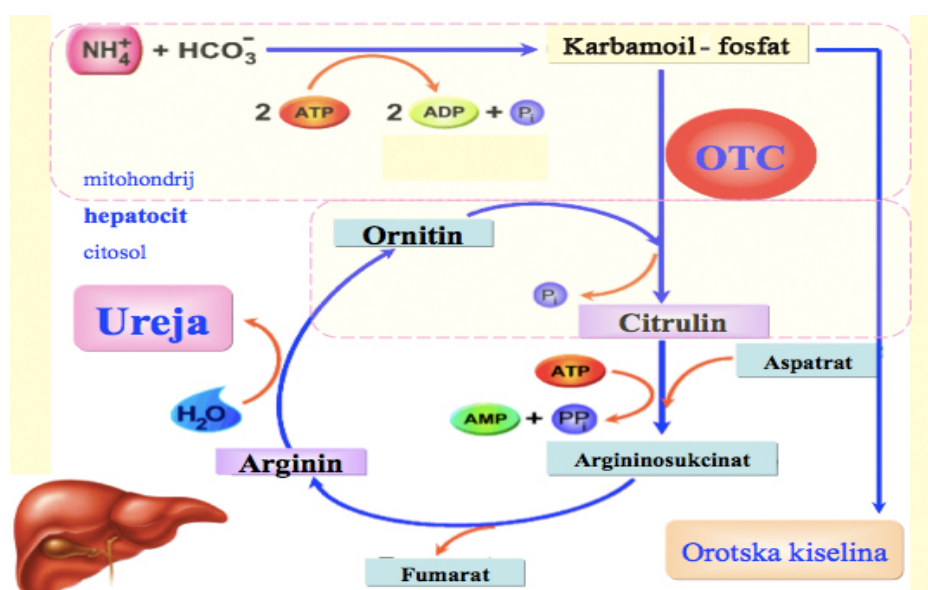 NH₄⁺ + HCO₃⁻
Karbamoil - fosfat
2 ATP 2 ADP + Pᵢ
OTC
mitohondrij
hepatocit
citosol
Ornitin
Pᵢ
Ureja
Citrulin
Aspatrat
ATP
H₂O
AMP + PPᵢ
Arginin
Argininosukcinat
Orotska kiselina
Fumarat